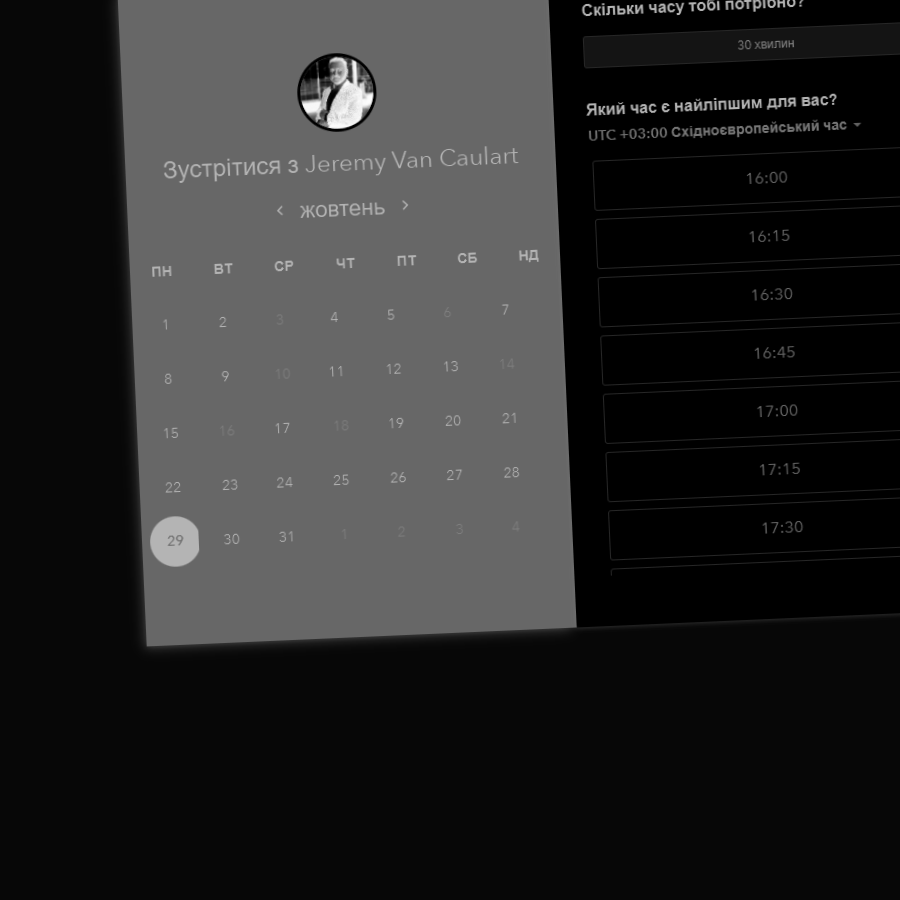 Зустрітися з Jeremy Van Caulart
‹ жовтень ›
ПН ВТ СР ЧТ ПТ СБ НД
1 2 3 4 5 6 7
8 9 10 11 12 13 14
15 16 17 18 19 20 21
22 23 24 25 26 27 28
29 30 31 1 2 3 4
Скільки часу тобі потрібно?
30 хвилин
Який час є найліпшим для вас?
UTC +03:00 Східноєвропейський час
16:00
16:15
16:30
16:45
17:00
17:15
17:30